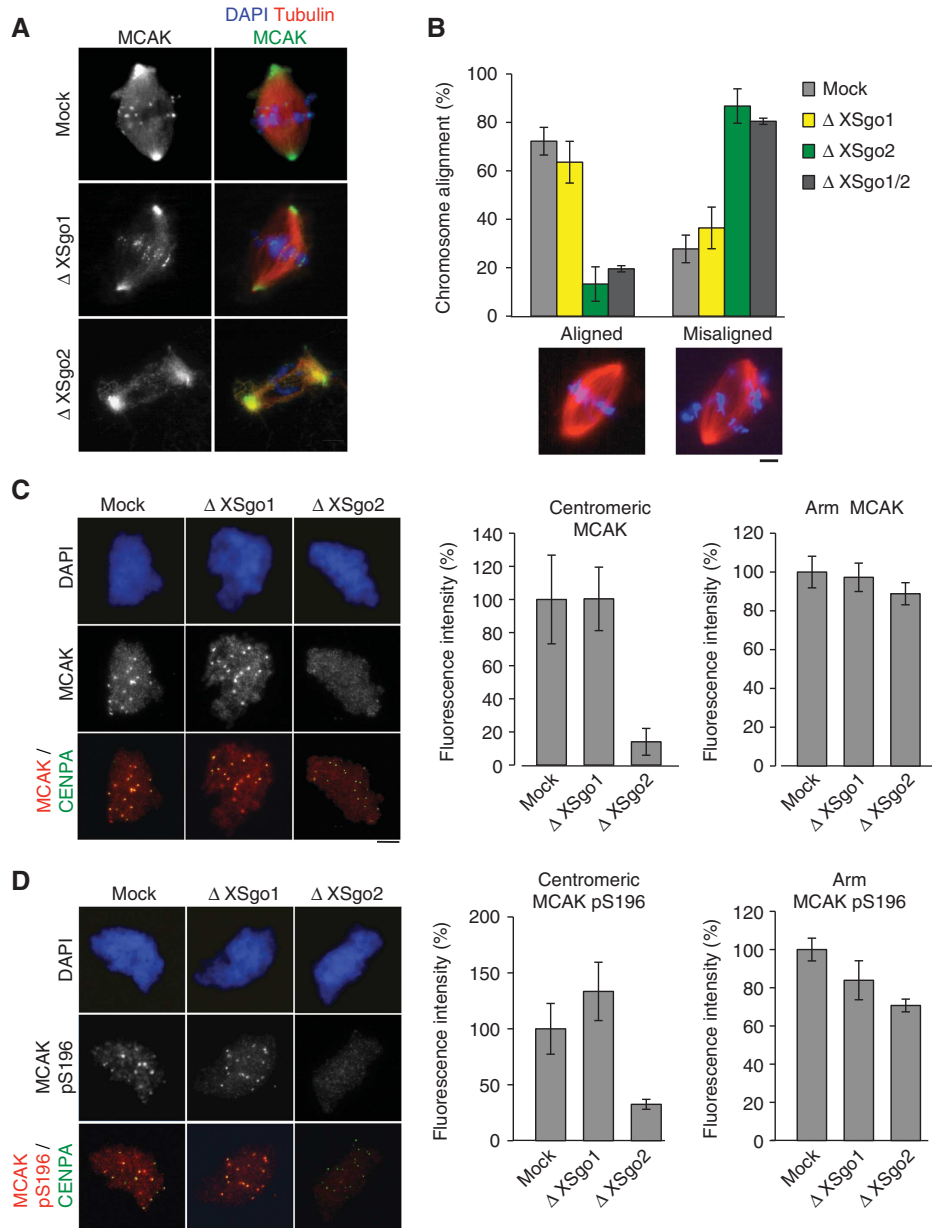 A
MCAK
DAPI Tubulin
MCAK
Mock
Δ XSgo1
Δ XSgo2
B
Chromosome alignment (%)
100
80
60
40
20
0
Aligned
Misaligned
Mock
Δ XSgo1
Δ XSgo2
Δ XSgo1/2
C
Mock
Δ XSgo1
Δ XSgo2
DAPI
MCAK
MCAK /
CENPA
Centromeric
MCAK
Fluorescence intensity (%)
140
120
100
80
60
40
20
0
Mock
Δ XSgo1
Δ XSgo2
Arm MCAK
Fluorescence intensity (%)
120
100
80
60
40
20
0
Mock
Δ XSgo1
Δ XSgo2
D
Mock
Δ XSgo1
Δ XSgo2
DAPI
MCAK
pS196
MCAK
pS196 /
CENPA
Centromeric
MCAK pS196
Fluorescence intensity (%)
200
150
100
50
0
Mock
Δ XSgo1
Δ XSgo2
Arm
MCAK pS196
Fluorescence intensity (%)
120
100
80
60
40
20
0
Mock
Δ XSgo1
Δ XSgo2